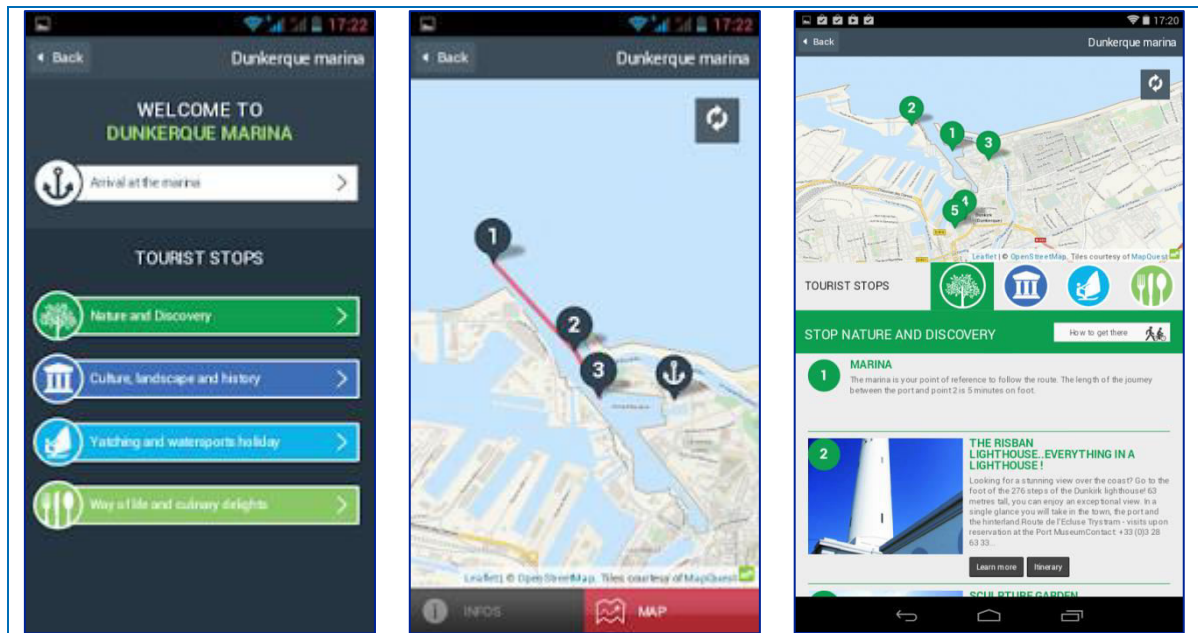 17:22
Back
Dunkerque marina
WELCOME TO
DUNKERQUE MARINA
Arrival at the marina
TOURIST STOPS
Nature and Discovery
Culture, landscape and history
Yatching and watersports holiday
Way of life and culinary delights
17:22
Back
Dunkerque marina
1
2
3
Leaflet | © OpenStreetMap, Tiles courtesy of MapQuest
INFOS
MAP
17:20
Back
Dunkerque marina
2
1
3
4
5
Leaflet | © OpenStreetMap, Tiles courtesy of MapQuest
TOURIST STOPS
STOP NATURE AND DISCOVERY
How to get there
1
MARINA
The marina is your point of reference to follow the route. The length of the journey
between the port and point 2 is 5 minutes on foot.
2
THE RISBAN
LIGHTHOUSE..EVERYTHING IN A
LIGHTHOUSE !
Looking for a stunning view over the coast? Go to the
foot of the 276 steps of the Dunkirk lighthouse! 63
metres tall, you can enjoy an exceptional view. In a
single glance you will take in the town, the port and
the hinterland.Route de l'Ecluse Trystram - visits upon
reservation at the Port MuseumContact: +33 (0)3 28
63 33...
Learn more
Itinerary
SCULPTURE GARDEN